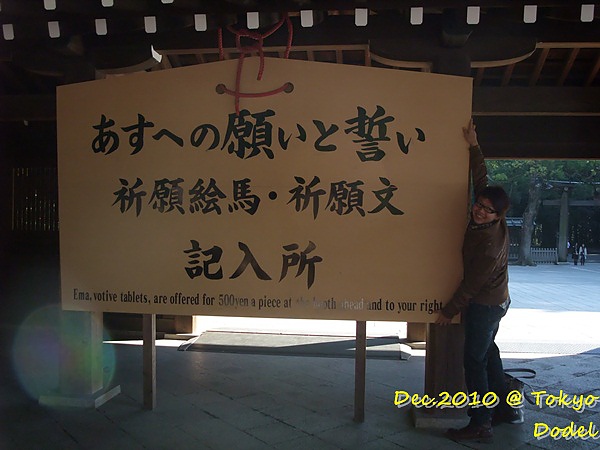 あすへの願いと誓い
祈願絵馬・祈願文
記入所
Ema, votive tablets, are offered for 500yen a piece at the booth ahead and to your right
Dec.2010 @ Tokyo
Dodel